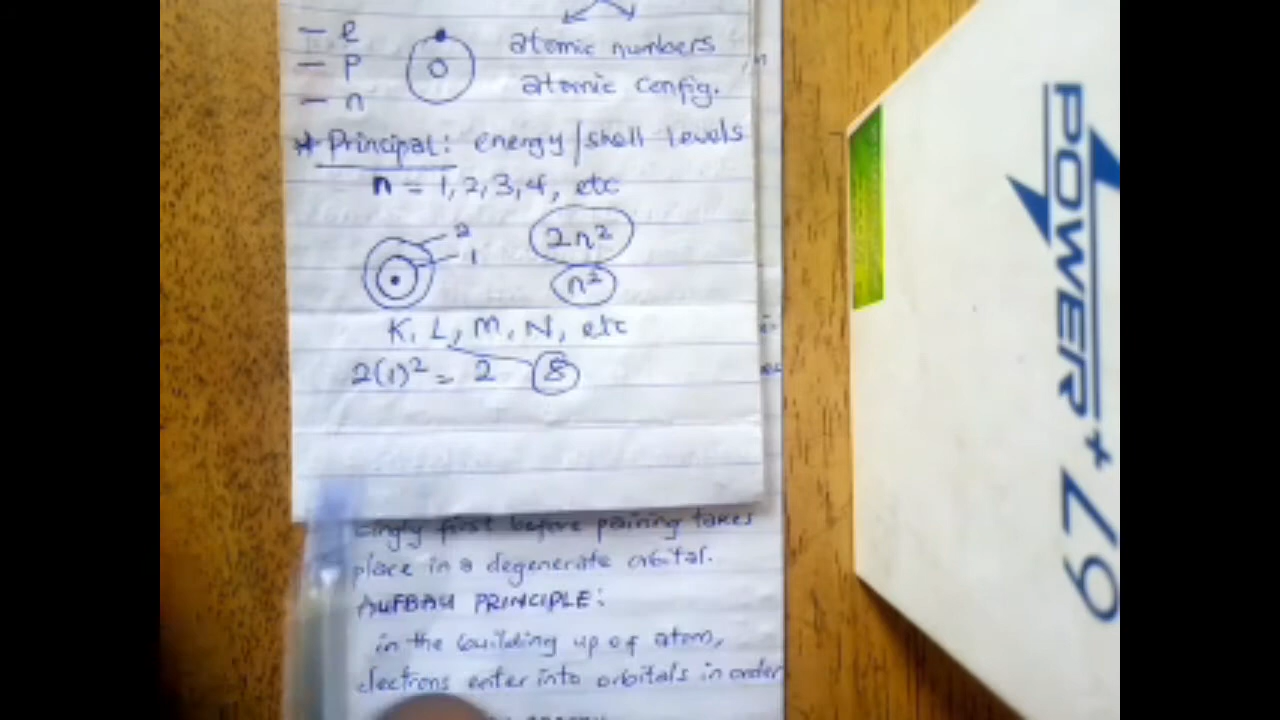 - e
- p
- n
atomic numbers
atomic config.
* Principal: energy/shell levels
n = 1, 2, 3, 4, etc
2
1
2n²
n²
K, L, M, N, etc
2(1)² = 2 8
singly first before pairing takes
place in a degenerate orbital.
AUFBAU PRINCIPLE:
in the building up of atom,
electrons enter into orbitals in order
POWER+ L9